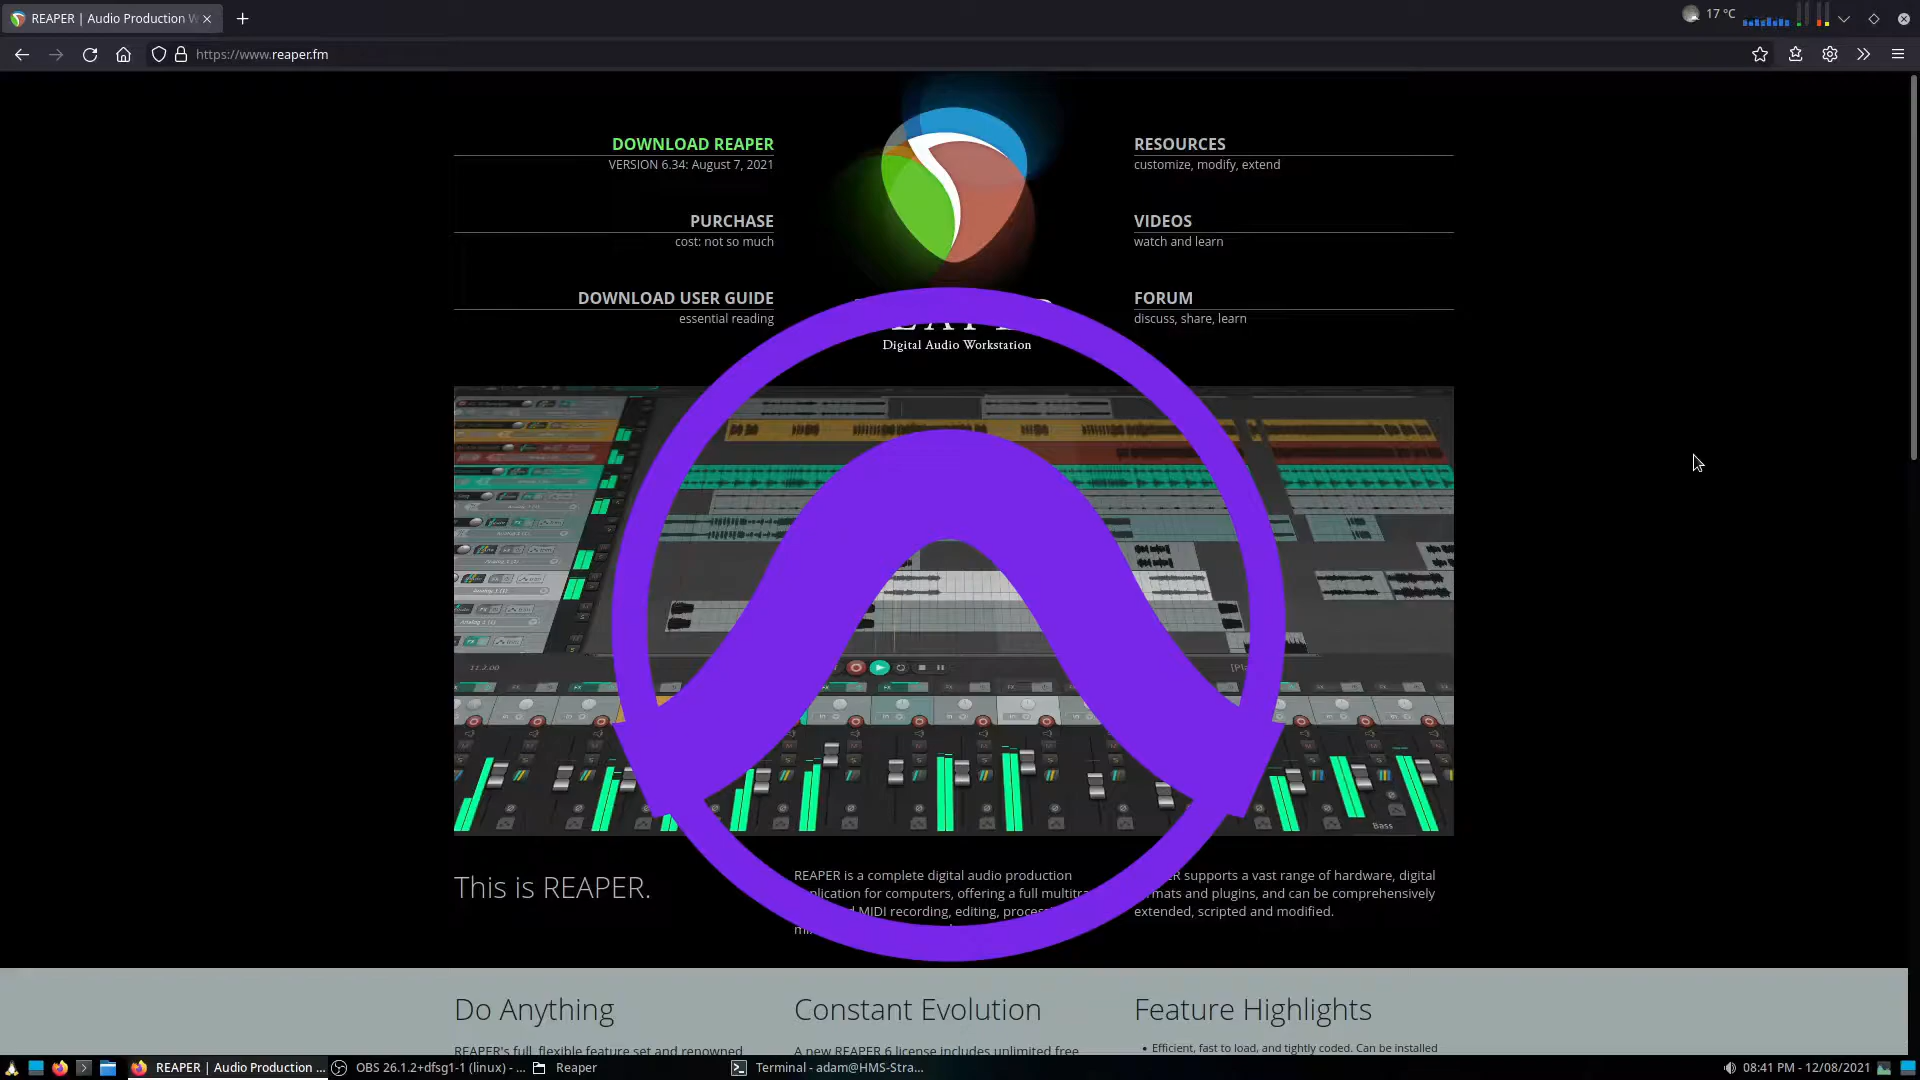 REAPER | Audio Production W
17 °C
https://www.reaper.fm
DOWNLOAD REAPER
VERSION 6.34: August 7, 2021
PURCHASE
cost: not so much
DOWNLOAD USER GUIDE
essential reading
RESOURCES
customize, modify, extend
VIDEOS
watch and learn
FORUM
discuss, share, learn
Digital Audio Workstation
11.2.00
Bass
This is REAPER.
REAPER is a complete digital audio production
application for computers, offering a full
MIDI recording, editing,
supports a vast range of hardware, digital
and plugins, and can be comprehensively
extended, scripted and modified.
Do Anything
REAPER's full, flexible feature set and renowned
Constant Evolution
A new REAPER 6 license includes unlimited free
Feature Highlights
• Efficient, fast to load, and tightly coded. Can be installed
REAPER | Audio Production ...
OBS 26.1.2+dfsg1-1 (linux) - ...
Reaper
Terminal - adam@HMS-Stra...
08:41 PM - 12/08/2021